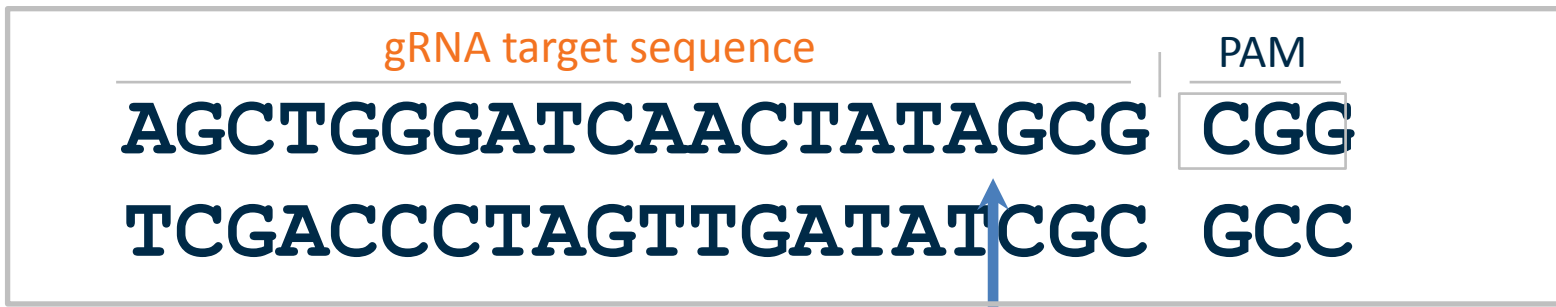 gRNA target sequence PAM
AGCTGGGATCAACTATAGCG CGG
TCGACCCTAGTTGATATCGC GCC